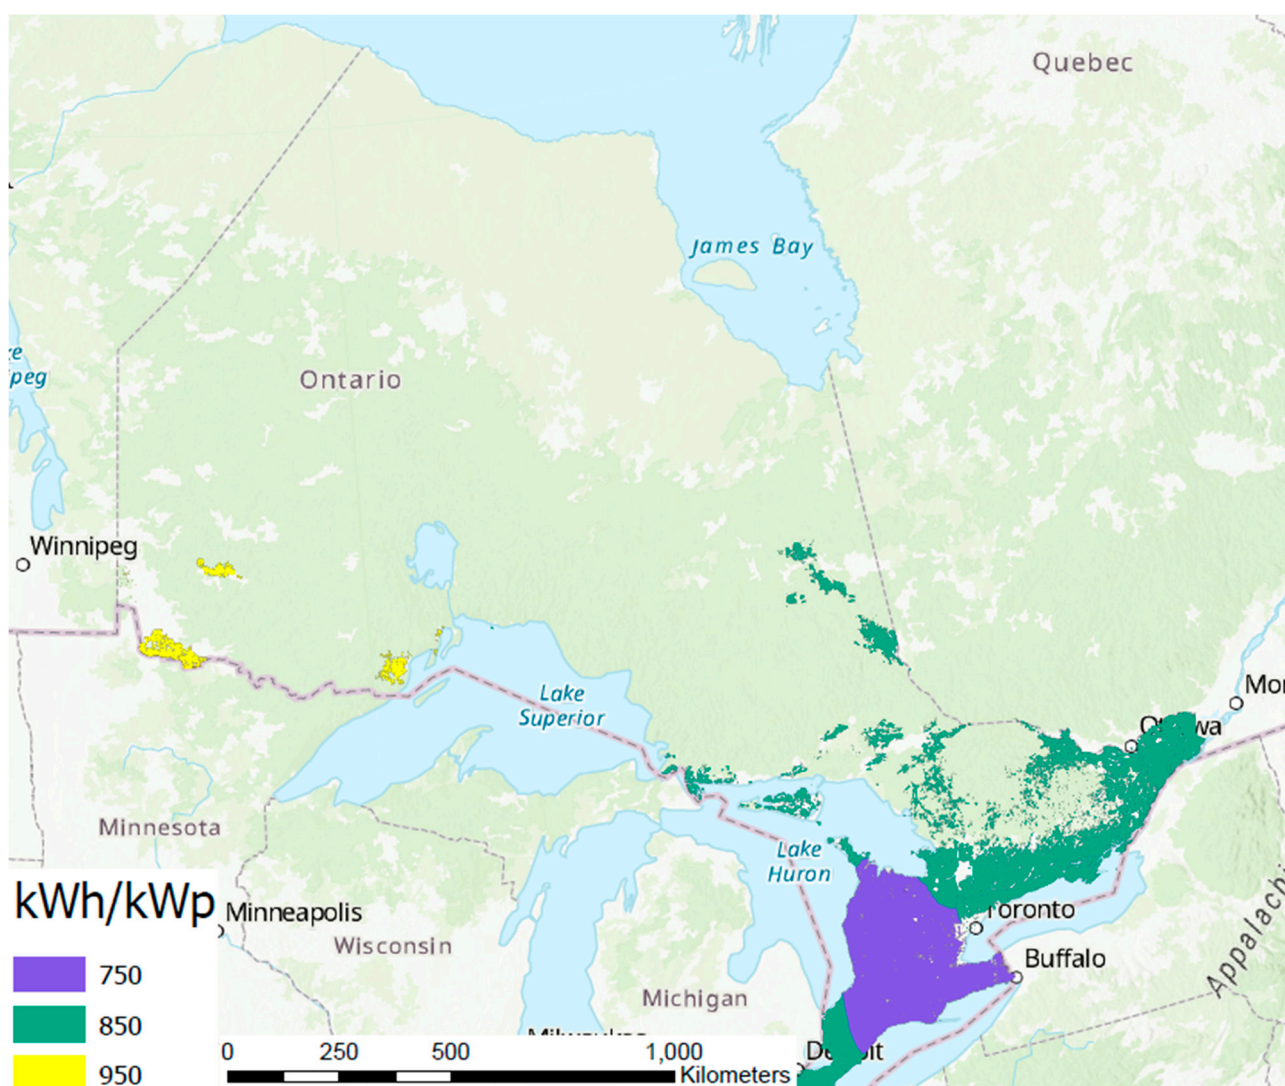 Quebec
James Bay
Ontario
Winnipeg
Lake
Superior
Minnesota
Lake
Huron
Minneapolis
Wisconsin
Toronto
Buffalo
Michigan
kWh/kWp
750
850
950
0 250 500 1,000
Kilometers